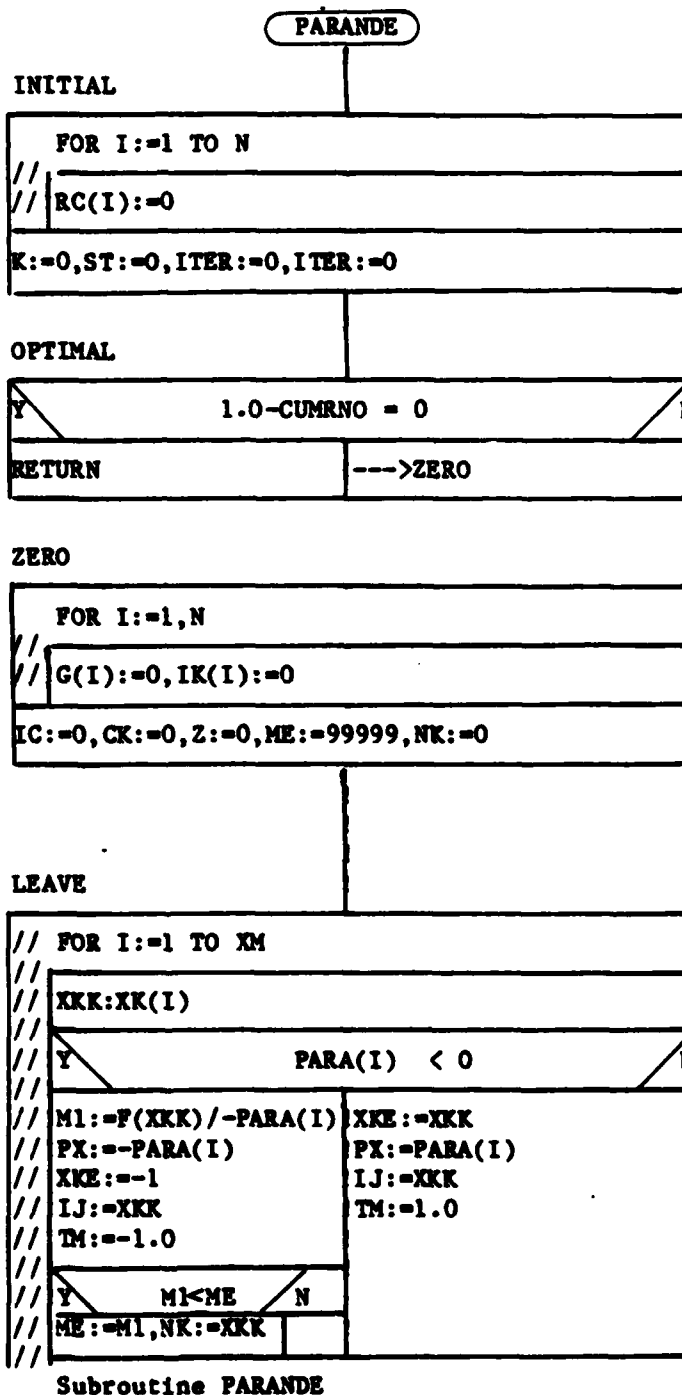 PARANDE
INITIAL
FOR I:=1 TO N
//
// RC(I):=0
K:=0,ST:=0,ITER:=0,ITER:=0
OPTIMAL
Y 1.0-CUMRNO = 0
RETURN --->ZERO
ZERO
FOR I:=1,N
//
// G(I):=0,IK(I):=0
IC:=0,CK:=0,Z:=0,ME:=99999,NK:=0
LEAVE
// FOR I:=1 TO XM
//
// XKK:XK(I)
//
// Y PARA(I) < 0
//
// M1:=F(XKK)/-PARA(I) XKE:=XKK
// PX:=-PARA(I) PX:=PARA(I)
// XKE:=-1 IJ:=XKK
// IJ:=XKK TM:=1.0
// TM:=-1.0
//
// Y M1<ME N
// ME:=M1,NK:=XKK
//
Subroutine PARANDE